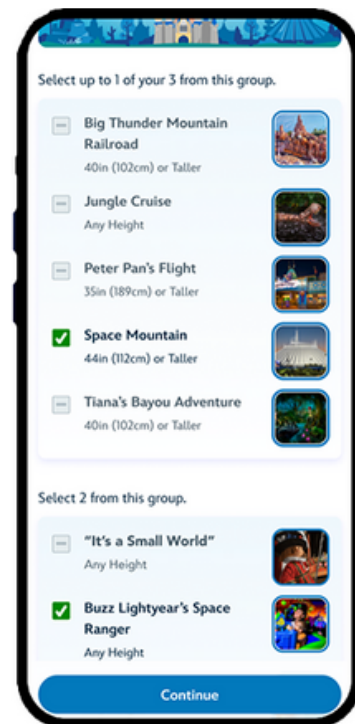 Select up to 1 of your 3 from this group.
Big Thunder Mountain
Railroad
40in (102cm) or Taller
Jungle Cruise
Any Height
Peter Pan's Flight
35in (189cm) or Taller
Space Mountain
44in (112cm) or Taller
Tiana's Bayou Adventure
40in (102cm) or Taller
Select 2 from this group.
"It's a Small World"
Any Height
Buzz Lightyear's Space
Ranger
Any Height
Continue